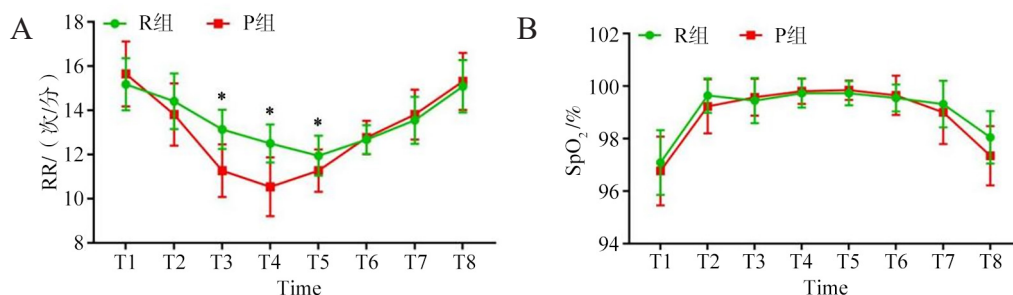 A
R组
P组
RR/（次/分）
18
16
14
12
10
8
*
*
*
T1 T2 T3 T4 T5 T6 T7 T8
Time
B
R组
P组
SpO₂/%
102
100
98
96
94
T1 T2 T3 T4 T5 T6 T7 T8
Time